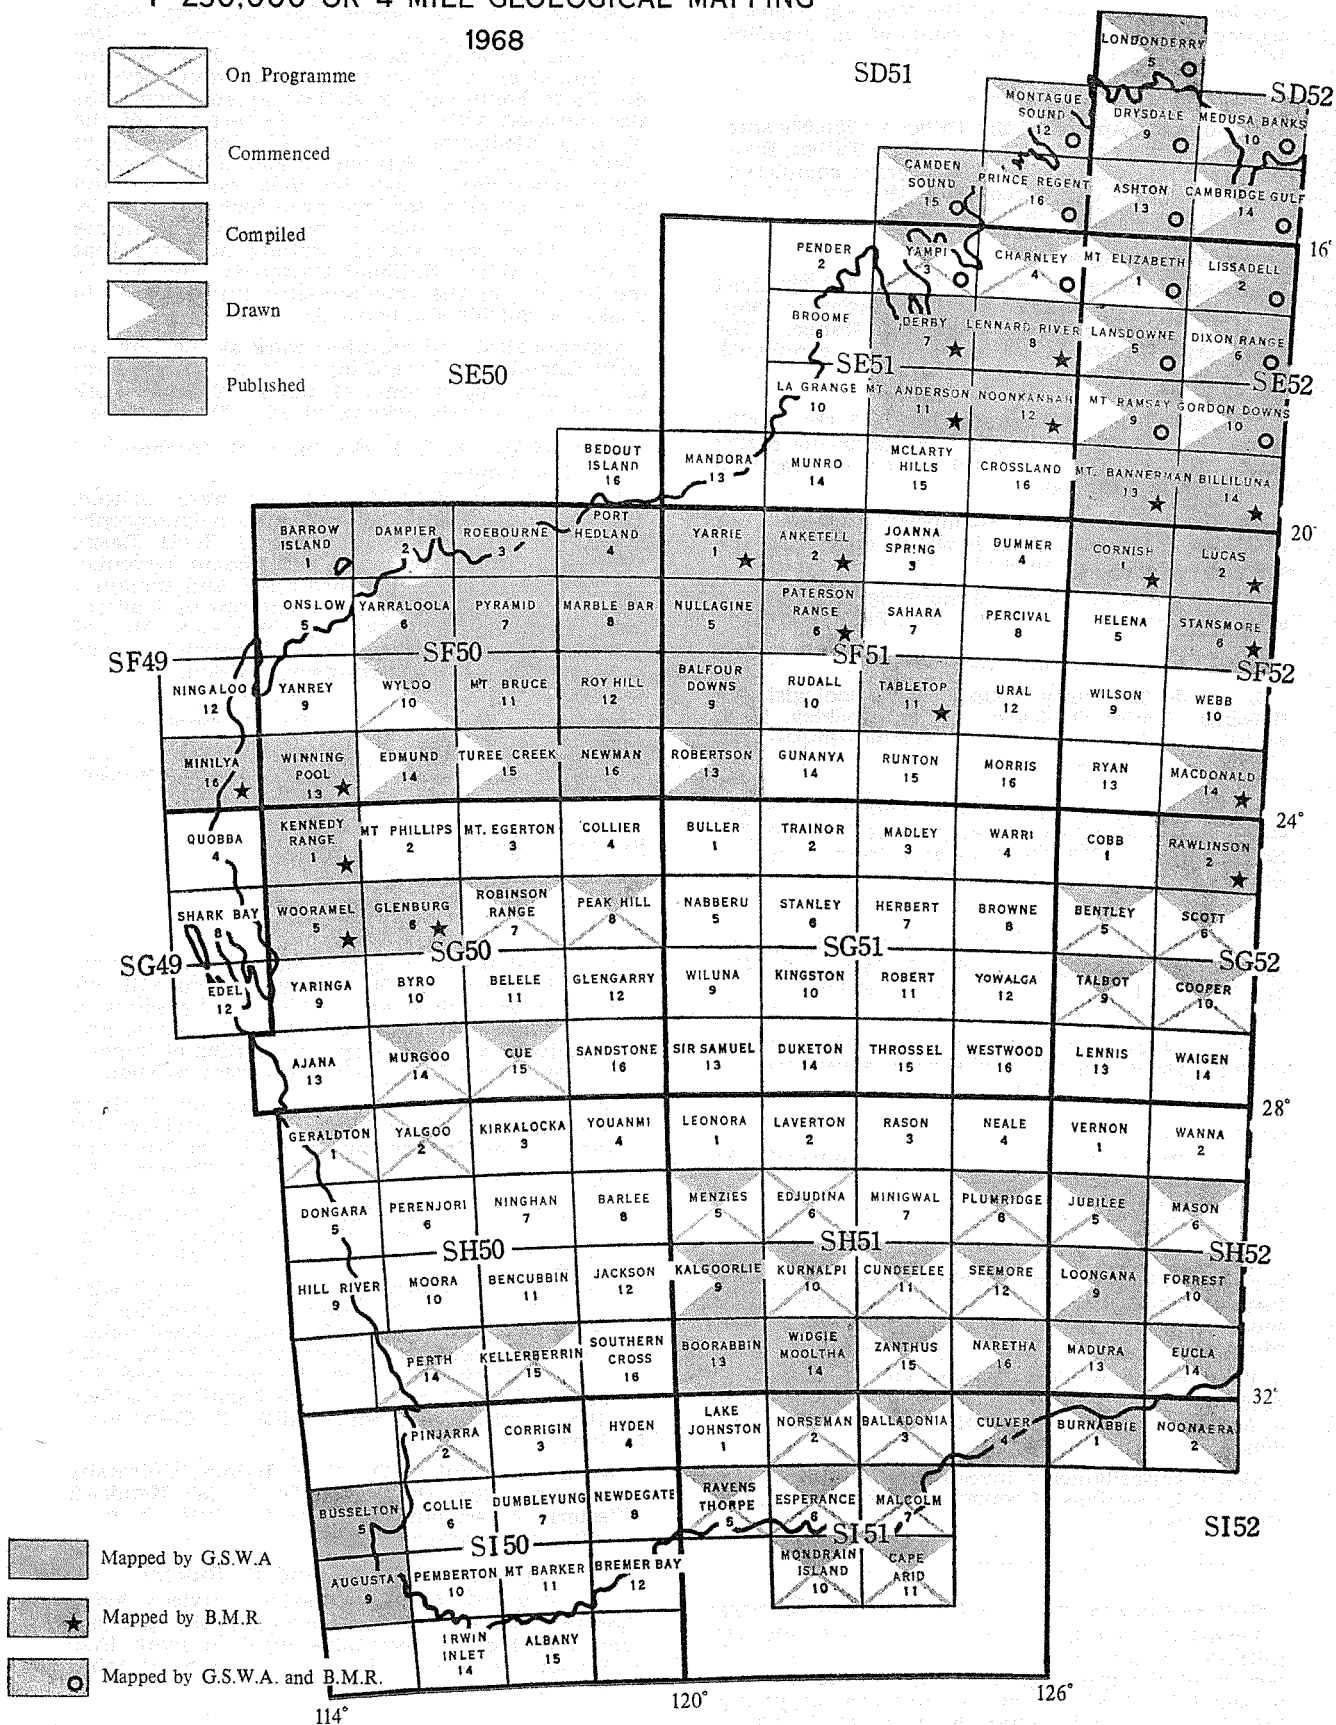 1 250,000 OR 4 MILE GEOLOGICAL MAPPING
1968
On Programme
Commenced
Compiled
Drawn
Published
SD51
SD52
SE50
SE51
SE52
LONDONDERRY
5
MONTAGUE
SOUND
12
DRYSDALE
9
MEDUSA BANKS
10
CAMDEN
SOUND
15
PRINCE REGENT
16
ASHTON
13
CAMBRIDGE GULF
14
16°
PENDER
2
YAMPI
3
CHARNLEY
4
MT ELIZABETH
1
LISSADELL
2
BROOME
6
DERBY
7
LENNARD RIVER
8
LANSDOWNE
5
DIXON RANGE
6
LA GRANGE
10
MT. ANDERSON
11
NOONKANBAH
12
MT RAMSAY
9
GORDON DOWNS
10
BEDOUT
ISLAND
16
MANDORA
13
MUNRO
14
MCLARTY
HILLS
15
CROSSLAND
16
MT. BANNERMAN
13
BILLILUNA
14
20°
BARROW
ISLAND
1
DAMPIER
2
ROEBOURNE
3
PORT
HEDLAND
4
YARRIE
1
ANKETELL
2
JOANNA
SPRING
3
DUMMER
4
CORNISH
1
LUCAS
2
ONSLOW
5
YARRALOOLA
6
PYRAMID
7
MARBLE BAR
8
NULLAGINE
5
PATERSON
RANGE
6
SAHARA
7
PERCIVAL
8
HELENA
5
STANSMORE
6
SF49
SF50
SF51
SF52
NINGALOO
12
YANREY
9
WYLOO
10
MT BRUCE
11
ROY HILL
12
BALFOUR
DOWNS
9
RUDALL
10
TABLETOP
11
URAL
12
WILSON
9
WEBB
10
MINILYA
16
WINNING
POOL
13
EDMUND
14
TUREE CREEK
15
NEWMAN
16
ROBERTSON
13
GUNANYA
14
RUNTON
15
MORRIS
16
RYAN
13
MACDONALD
14
24°
QUOBBA
4
KENNEDY
RANGE
1
MT PHILLIPS
2
MT. EGERTON
3
COLLIER
4
BULLER
1
TRAINOR
2
MADLEY
3
WARRI
4
COBB
1
RAWLINSON
2
SHARK BAY
8
WOORAMEL
5
GLENBURG
6
ROBINSON
RANGE
7
PEAK HILL
8
NABBERU
5
STANLEY
6
HERBERT
7
BROWNE
8
BENTLEY
5
SCOTT
6
SG49
SG50
SG51
SG52
EDEL
12
YARINGA
9
BYRO
10
BELELE
11
GLENGARRY
12
WILUNA
9
KINGSTON
10
ROBERT
11
YOWALGA
12
TALBOT
9
COOPER
10
AJANA
13
MURGOO
14
CUE
15
SANDSTONE
16
SIR SAMUEL
13
DUKETON
14
THROSSEL
15
WESTWOOD
16
LENNIS
13
WAIGEN
14
28°
GERALDTON
1
YALGOO
2
KIRKALOCKA
3
YOUANMI
4
LEONORA
1
LAVERTON
2
RASON
3
NEALE
4
VERNON
1
WANNA
2
DONGARA
5
PERENJORI
6
NINGHAN
7
BARLEE
8
MENZIES
5
EDJUDINA
6
MINIGWAL
7
PLUMRIDGE
8
JUBILEE
5
MASON
6
SH50
SH51
SH52
HILL RIVER
9
MOORA
10
BENCUBBIN
11
JACKSON
12
KALGOORLIE
9
KURNALPI
10
CUNDEELEE
11
SEEMORE
12
LOONGANA
9
FORREST
10
PERTH
14
KELLERBERRIN
15
SOUTHERN
CROSS
16
BOORABBIN
13
WIDGIE
MOOLTHA
14
ZANTHUS
15
NARETHA
16
MADURA
13
EUCLA
14
32°
PINJARRA
2
CORRIGIN
3
HYDEN
4
LAKE
JOHNSTON
1
NORSEMAN
2
BALLADONIA
3
CULVER
4
BURNABBIE
1
NOONAERA
2
BUSSELTON
5
COLLIE
6
DUMBLEYUNG
7
NEWDEGATE
8
RAVENS
THORPE
5
ESPERANCE
6
MALCOLM
7
SI50
SI51
SI52
AUGUSTA
9
PEMBERTON
10
MT BARKER
11
BREMER BAY
12
MONDRAIN
ISLAND
10
CAPE
ARID
11
IRWIN
INLET
14
ALBANY
15
Mapped by G.S.W.A
Mapped by B.M.R.
Mapped by G.S.W.A. and B.M.R.
114°
120°
126°